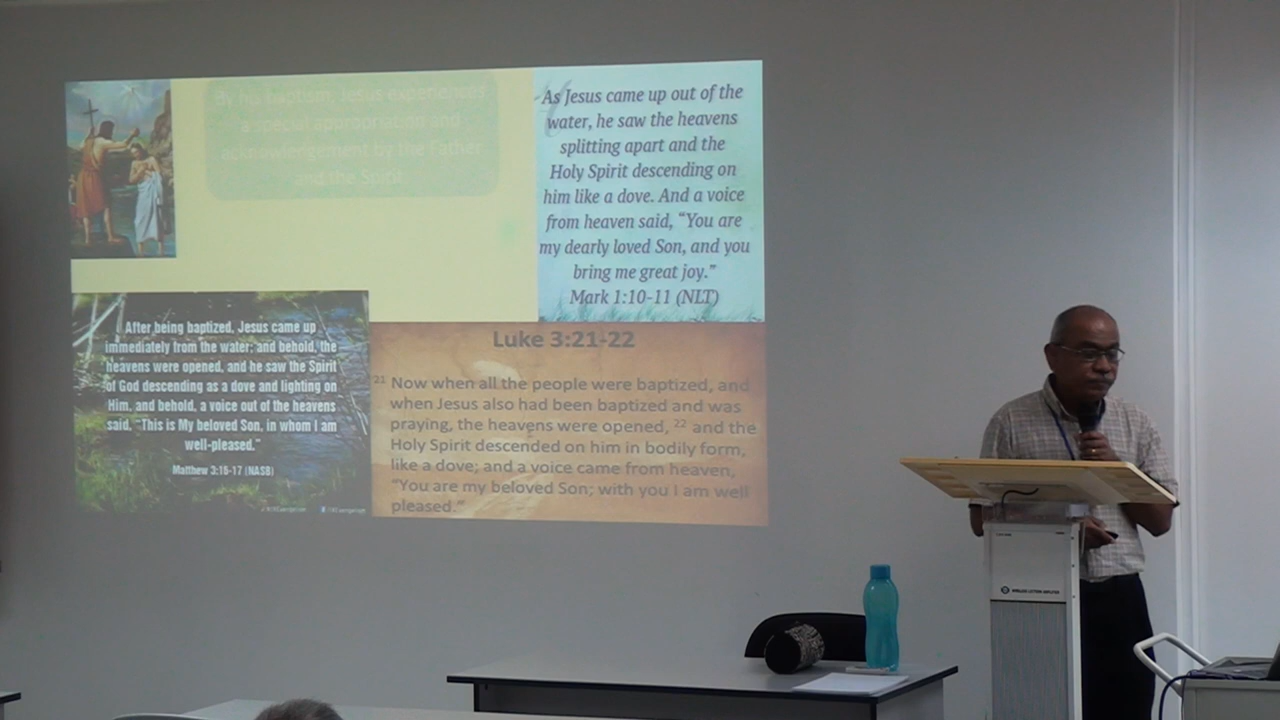 By his baptism, Jesus experiences
a special appropriation and
acknowledgement by the Father
and the Spirit
As Jesus came up out of the
water, he saw the heavens
splitting apart and the
Holy Spirit descending on
him like a dove. And a voice
from heaven said, “You are
my dearly loved Son, and you
bring me great joy.”
Mark 1:10-11 (NLT)
After being baptized, Jesus came up
immediately from the water; and behold, the
heavens were opened, and he saw the Spirit
of God descending as a dove and lighting on
Him, and behold, a voice out of the heavens
said, "This is My beloved Son, in whom I am
well-pleased."
Matthew 3:16-17 (NASB)
Luke 3:21-22
21 Now when all the people were baptized, and
when Jesus also had been baptized and was
praying, the heavens were opened, 22 and the
Holy Spirit descended on him in bodily form,
like a dove; and a voice came from heaven,
“You are my beloved Son; with you I am well
pleased.”
WIRELESS LECTERN AMPLIFIER